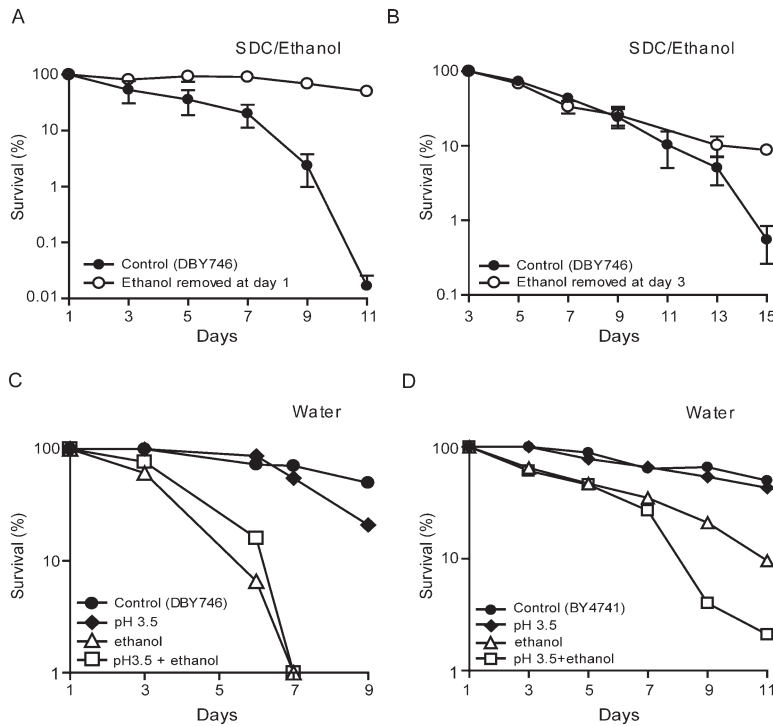 A
SDC/Ethanol
100
10
1
0.1
0.01
Survival (%)
Control (DBY746)
Ethanol removed at day 1
1 3 5 7 9 11
Days
B
SDC/Ethanol
100
10
1
0.1
Survival (%)
Control (DBY746)
Ethanol removed at day 3
3 5 7 9 11 13 15
Days
C
Water
100
10
1
Survival (%)
Control (DBY746)
pH 3.5
ethanol
pH3.5 + ethanol
1 3 5 7 9
Days
D
Water
100
10
1
Survival (%)
Control (BY4741)
pH 3.5
ethanol
pH 3.5+ethanol
1 3 5 7 9 11
Days